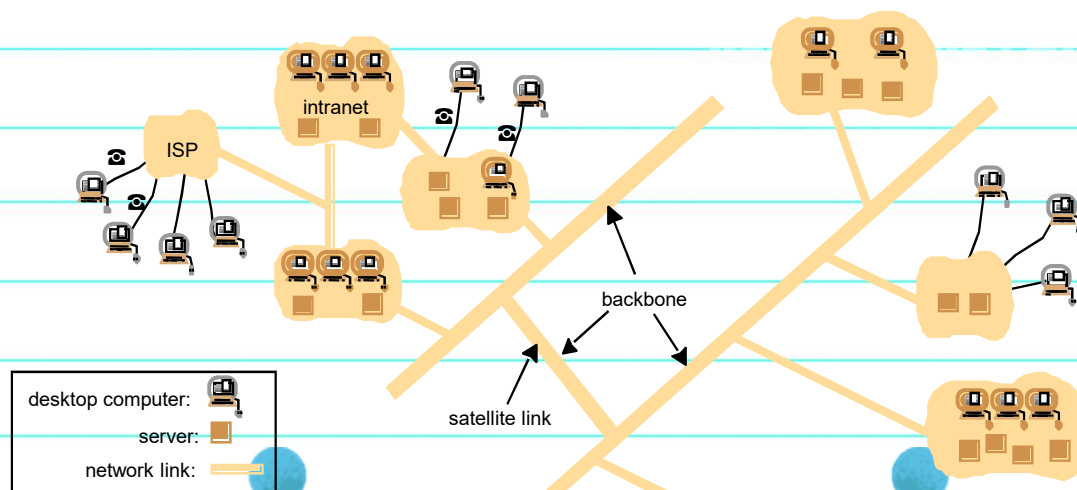 intranet
ISP
backbone
satellite link
desktop computer:
server:
network link: